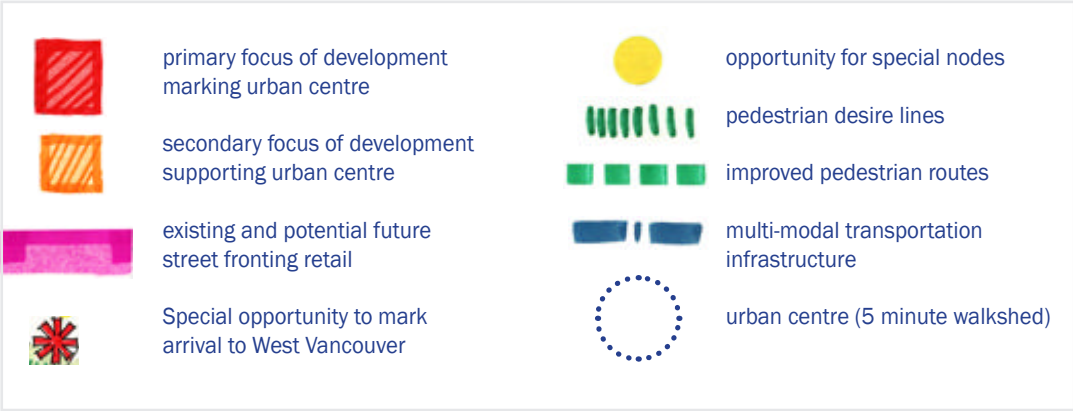 primary focus of development
marking urban centre
secondary focus of development
supporting urban centre
existing and potential future
street fronting retail
Special opportunity to mark
arrival to West Vancouver
opportunity for special nodes
pedestrian desire lines
improved pedestrian routes
multi-modal transportation
infrastructure
urban centre (5 minute walkshed)